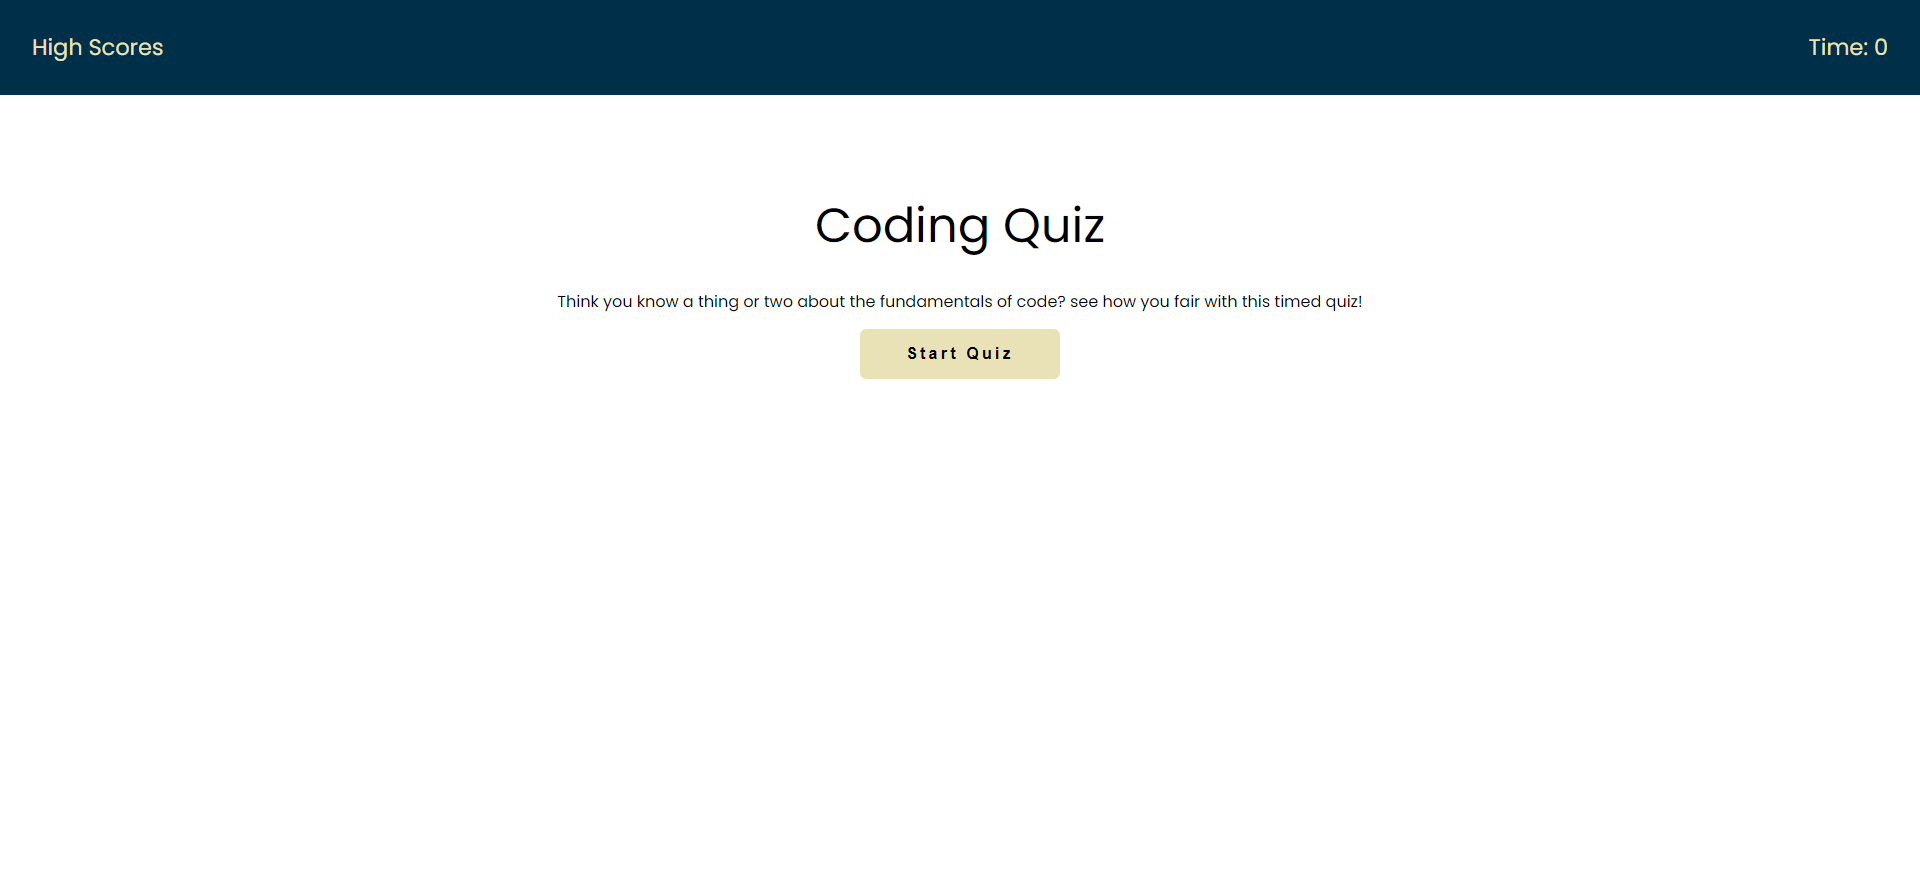 High Scores
Time: 0
Coding Quiz
Think you know a thing or two about the fundamentals of code? see how you fair with this timed quiz!
Start Quiz